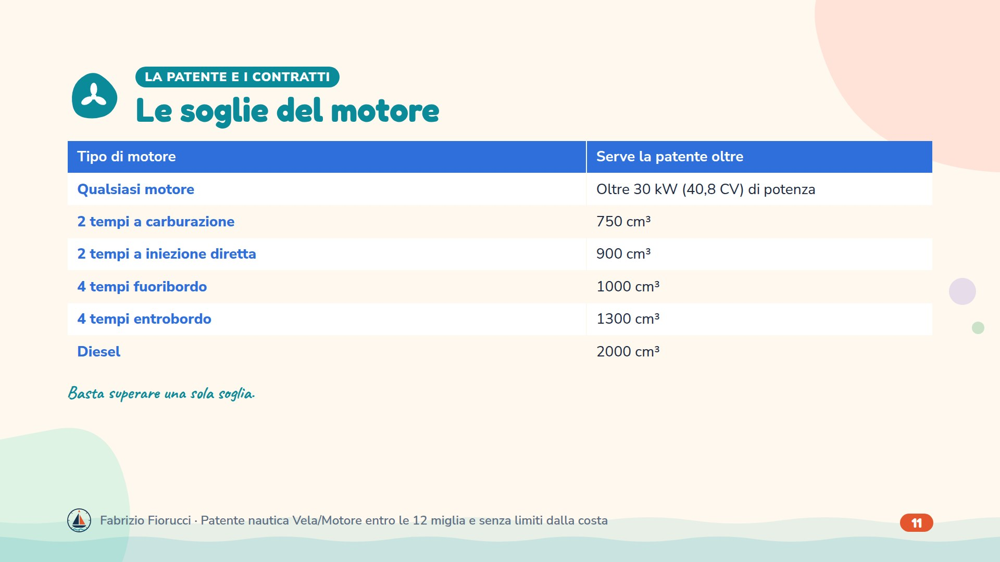 LA PATENTE E I CONTRATTI
Le soglie del motore
Tipo di motore Serve la patente oltre
Qualsiasi motore Oltre 30 kW (40,8 CV) di potenza
2 tempi a carburazione 750 cm³
2 tempi a iniezione diretta 900 cm³
4 tempi fuoribordo 1000 cm³
4 tempi entrobordo 1300 cm³
Diesel 2000 cm³
Basta superare una sola soglia.
Fabrizio Fiorucci · Patente nautica Vela/Motore entro le 12 miglia e senza limiti dalla costa
11